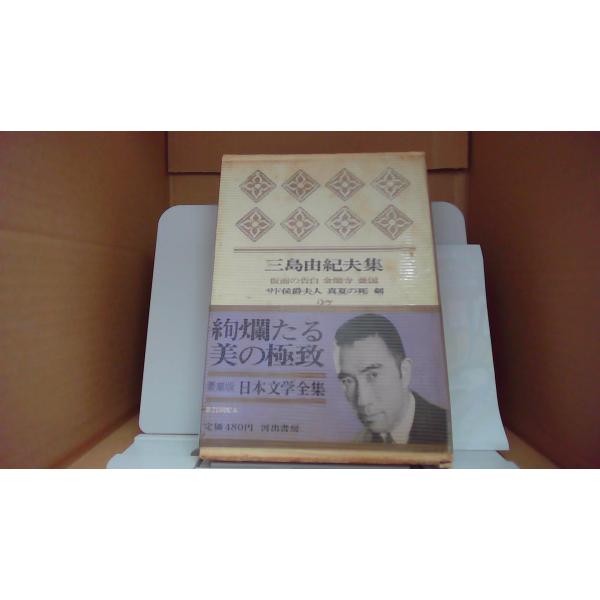 三島由紀夫集
仮面の告白 金閣寺 憂国
サド侯爵夫人 真夏の死 剣
27
絢爛たる
美の極致
豪華版 日本文学全集
定価480円 河出書房